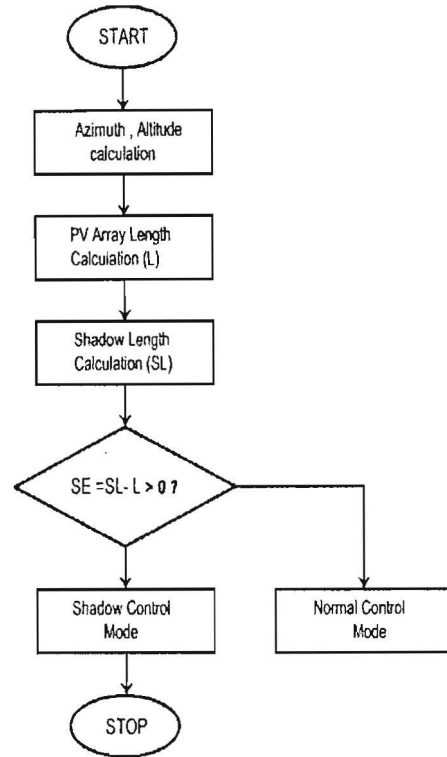 START
Azimuth , Altitude
calculation
PV Array Length
Calculation (L)
Shadow Length
Calculation (SL)
SE =SL- L > 0 ?
Shadow Control
Mode
Normal Control
Mode
STOP